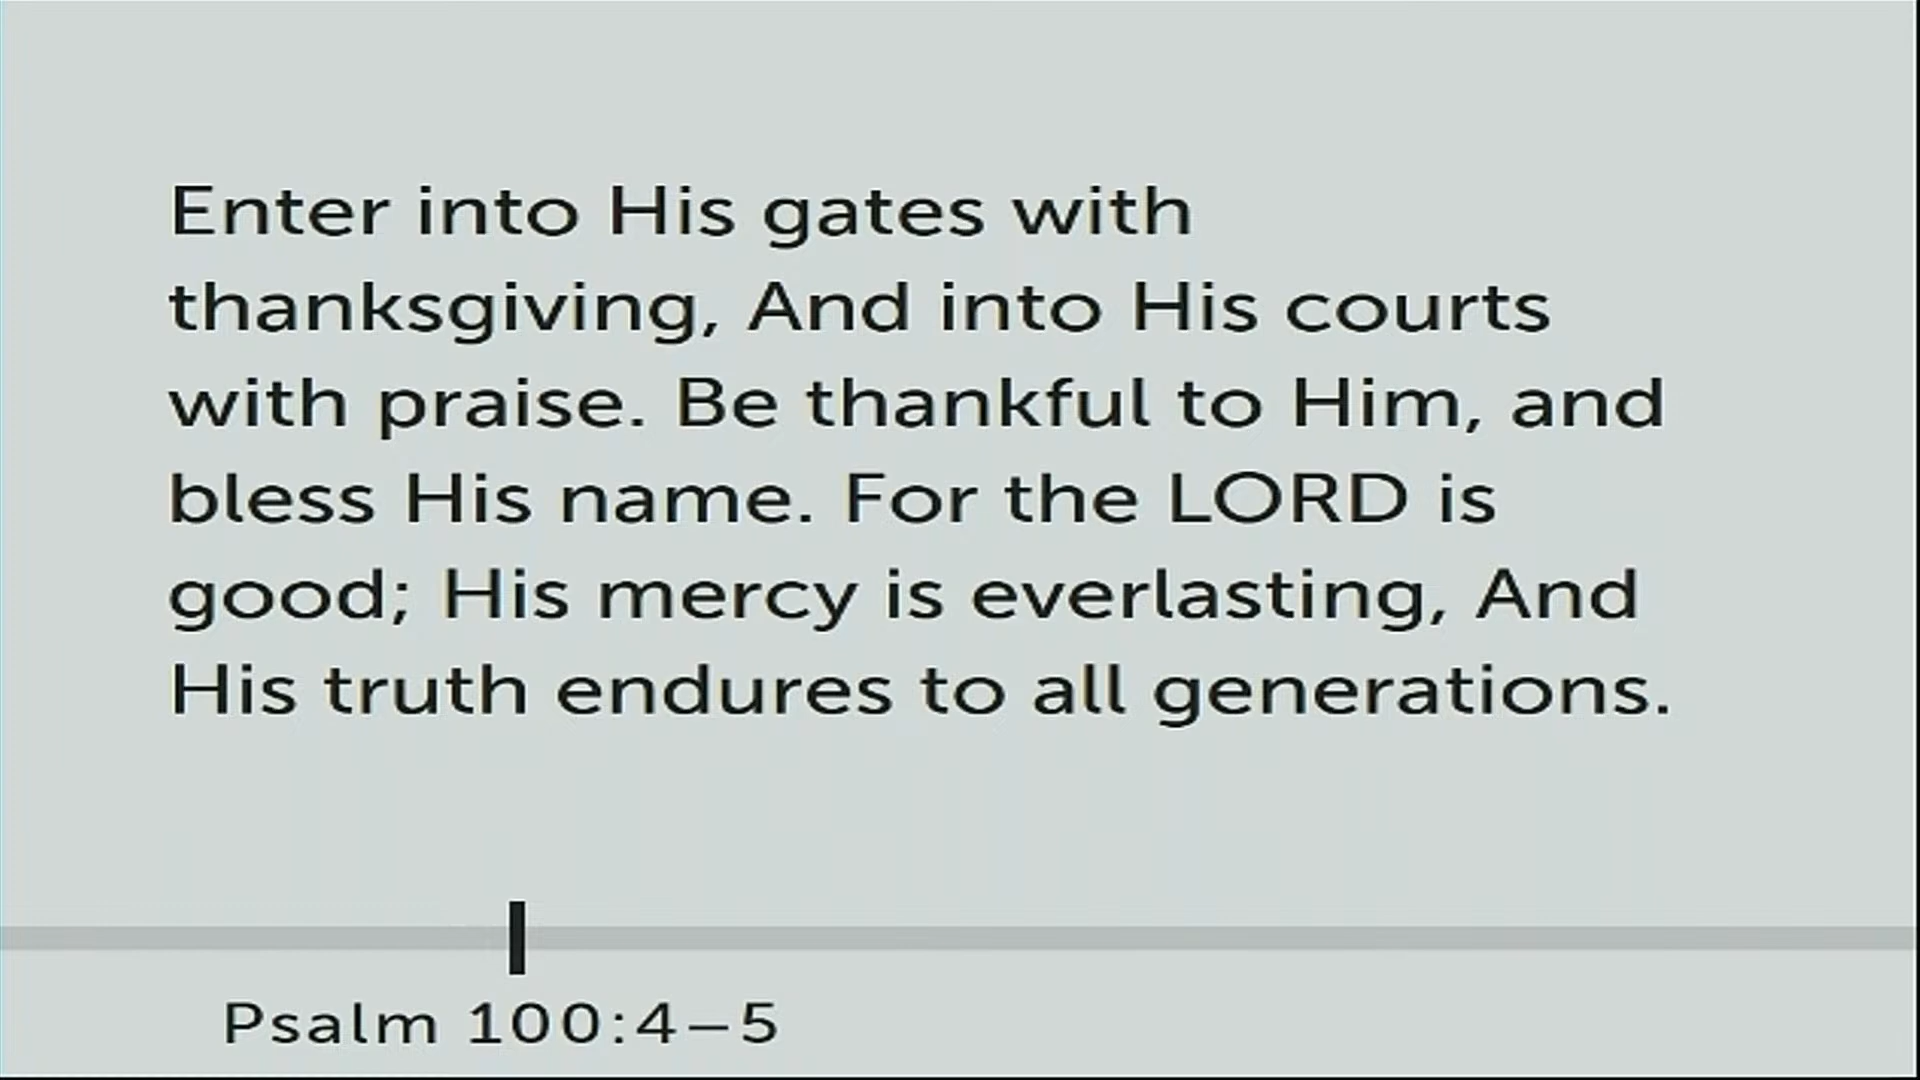 Enter into His gates with
thanksgiving, And into His courts
with praise. Be thankful to Him, and
bless His name. For the LORD is
good; His mercy is everlasting, And
His truth endures to all generations.
Psalm 100:4–5